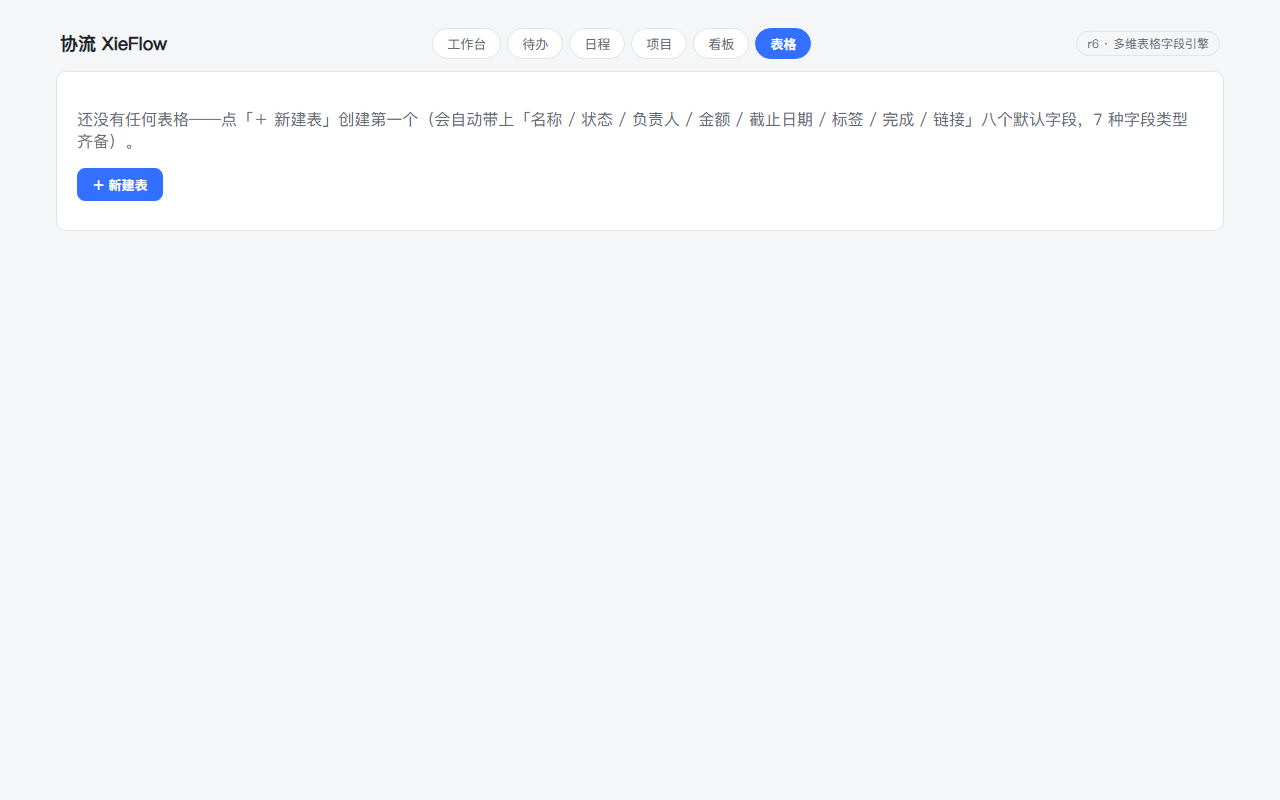 协流 XieFlow
工作台
待办
日程
项目
看板
表格
r6 · 多维表格字段引擎
还没有任何表格——点「＋ 新建表」创建第一个（会自动带上「名称 / 状态 / 负责人 / 金额 / 截止日期 / 标签 / 完成 / 链接」八个默认字段，7 种字段类型
齐备）。
＋ 新建表